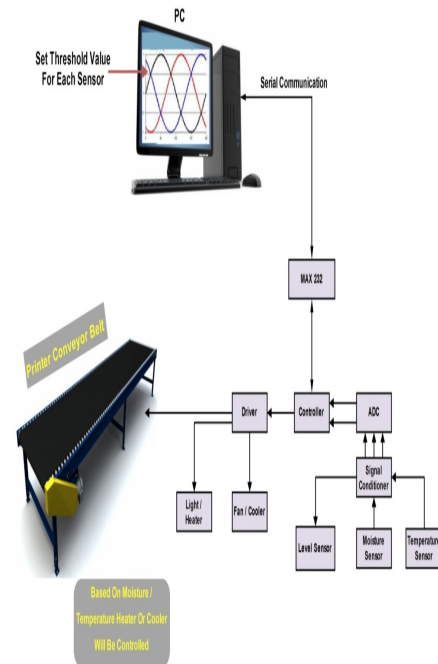 PC
Set Threshold Value
For Each Sensor
Serial Communication
MAX 232
Printer Conveyor Belt
Driver
Controller
ADC
Light /
Heater
Fan / Cooler
Signal
Conditioner
Level Sensor
Moisture
Sensor
Temperature
Sensor
Based On Moisture /
Temperature Heater Or Cooler
Will Be Controlled